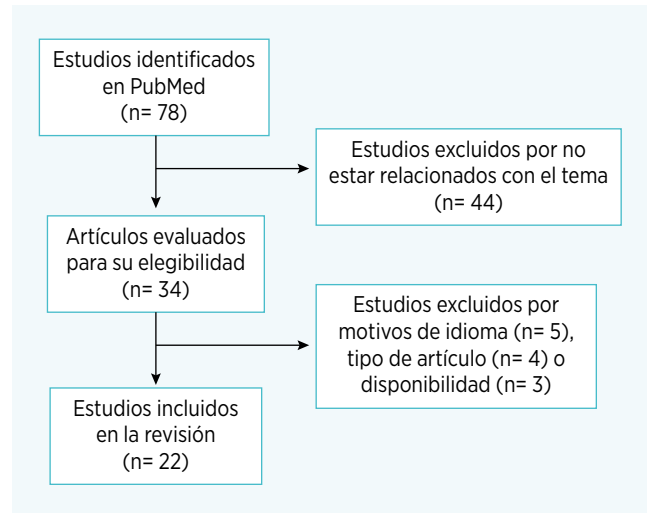 Estudios identificados
en PubMed
(n= 78)
Estudios excluidos por no
estar relacionados con el tema
(n= 44)
Artículos evaluados
para su elegibilidad
(n= 34)
Estudios excluidos por
motivos de idioma (n= 5),
tipo de artículo (n= 4) o
disponibilidad (n= 3)
Estudios incluidos
en la revisión
(n= 22)